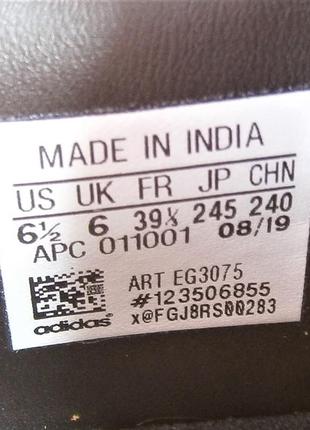 MADE IN INDIA
US UK FR JP CHN
6½ 6 39⅓ 245 240
APC 011001 08/19
ART EG3075
#123506855
adidas x@FGJ8RS00283